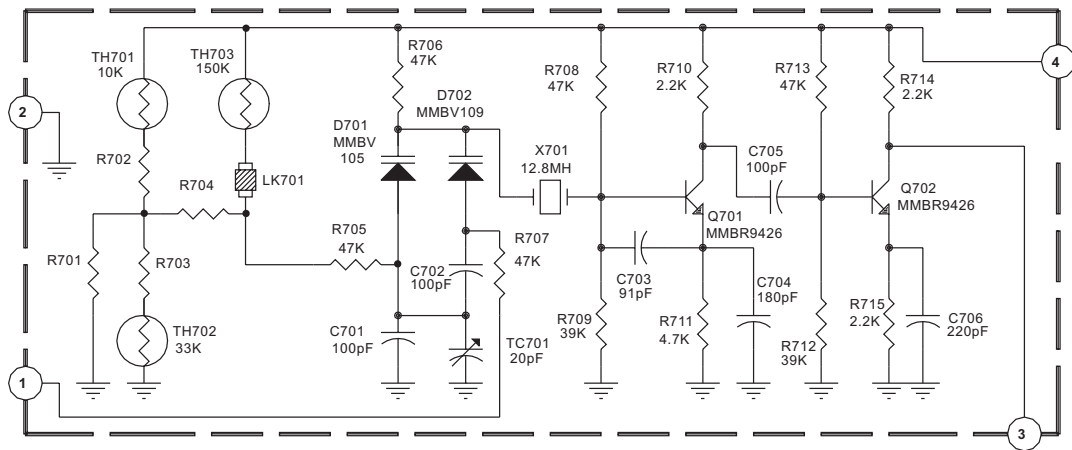 TH701
10K
TH703
150K
R706
47K
D702
MMBV109
R708
47K
R710
2.2K
R713
47K
R714
2.2K
4
2
R702
D701
MMBV
105
X701
12.8MH
C705
100pF
LK701
R704
Q701
MMBR9426
Q702
MMBR9426
R701
R703
R705
47K
C702
100pF
R707
47K
C703
91pF
C704
180pF
TH702
33K
C701
100pF
TC701
20pF
R709
39K
R711
4.7K
R712
39K
R715
2.2K
C706
220pF
1
3